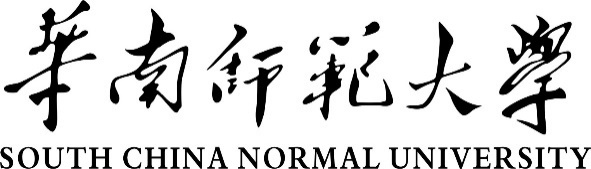 華南師範大學
SOUTH CHINA NORMAL UNIVERSITY